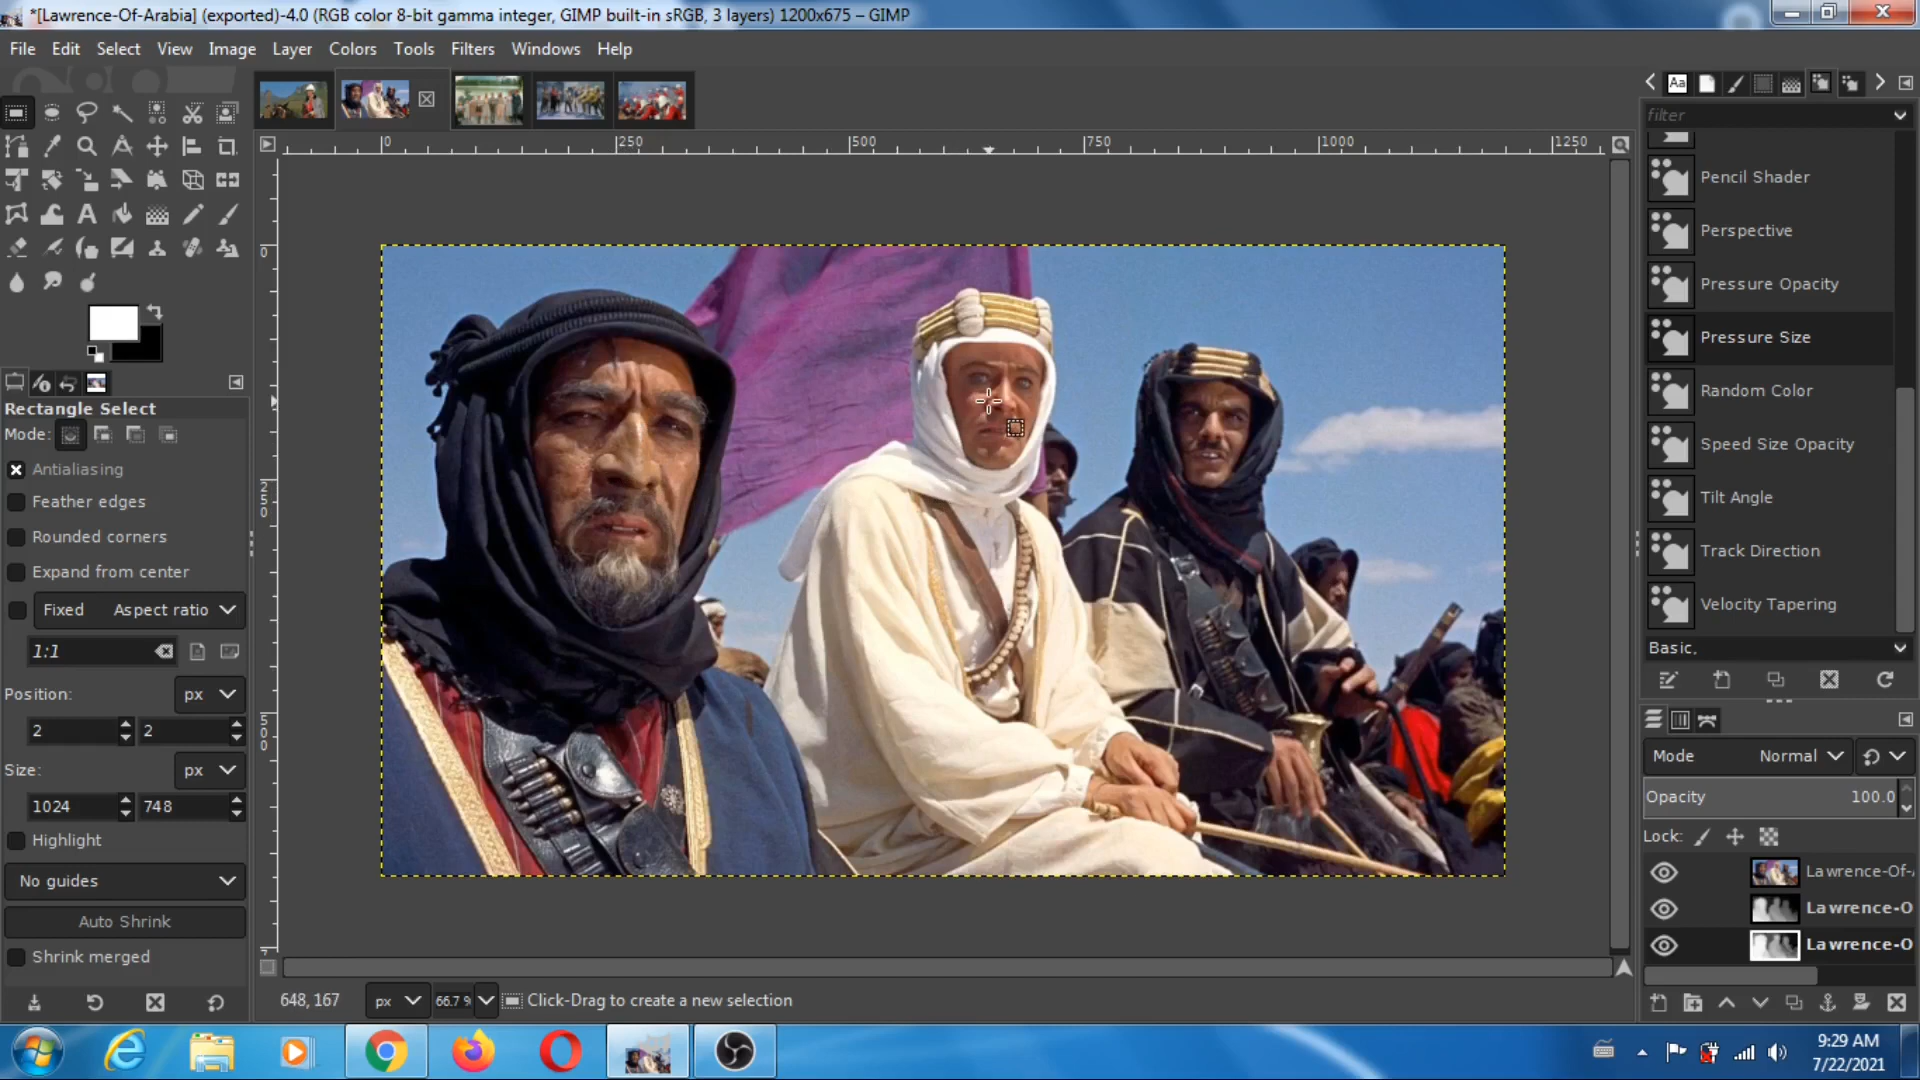 *[Lawrence-Of-Arabia] (exported)-4.0 (RGB color 8-bit gamma integer, GIMP built-in sRGB, 3 layers) 1200x675 – GIMP
File Edit Select View Image Layer Colors Tools Filters Windows Help
Aa
filter
0 250 500 750 1000 1250
0
250
500
Pencil Shader
Perspective
Pressure Opacity
Pressure Size
Random Color
Speed Size Opacity
Tilt Angle
Track Direction
Velocity Tapering
Basic,
Rectangle Select
Mode:
Antialiasing
Feather edges
Rounded corners
Expand from center
Fixed Aspect ratio
1:1
Position: px
2 2
Size: px
1024 748
Highlight
No guides
Auto Shrink
Shrink merged
Mode Normal
Opacity 100.0
Lock:
Lawrence-Of-
Lawrence-O
Lawrence-O
648, 167 px 66.7 % Click-Drag to create a new selection
9:29 AM
7/22/2021